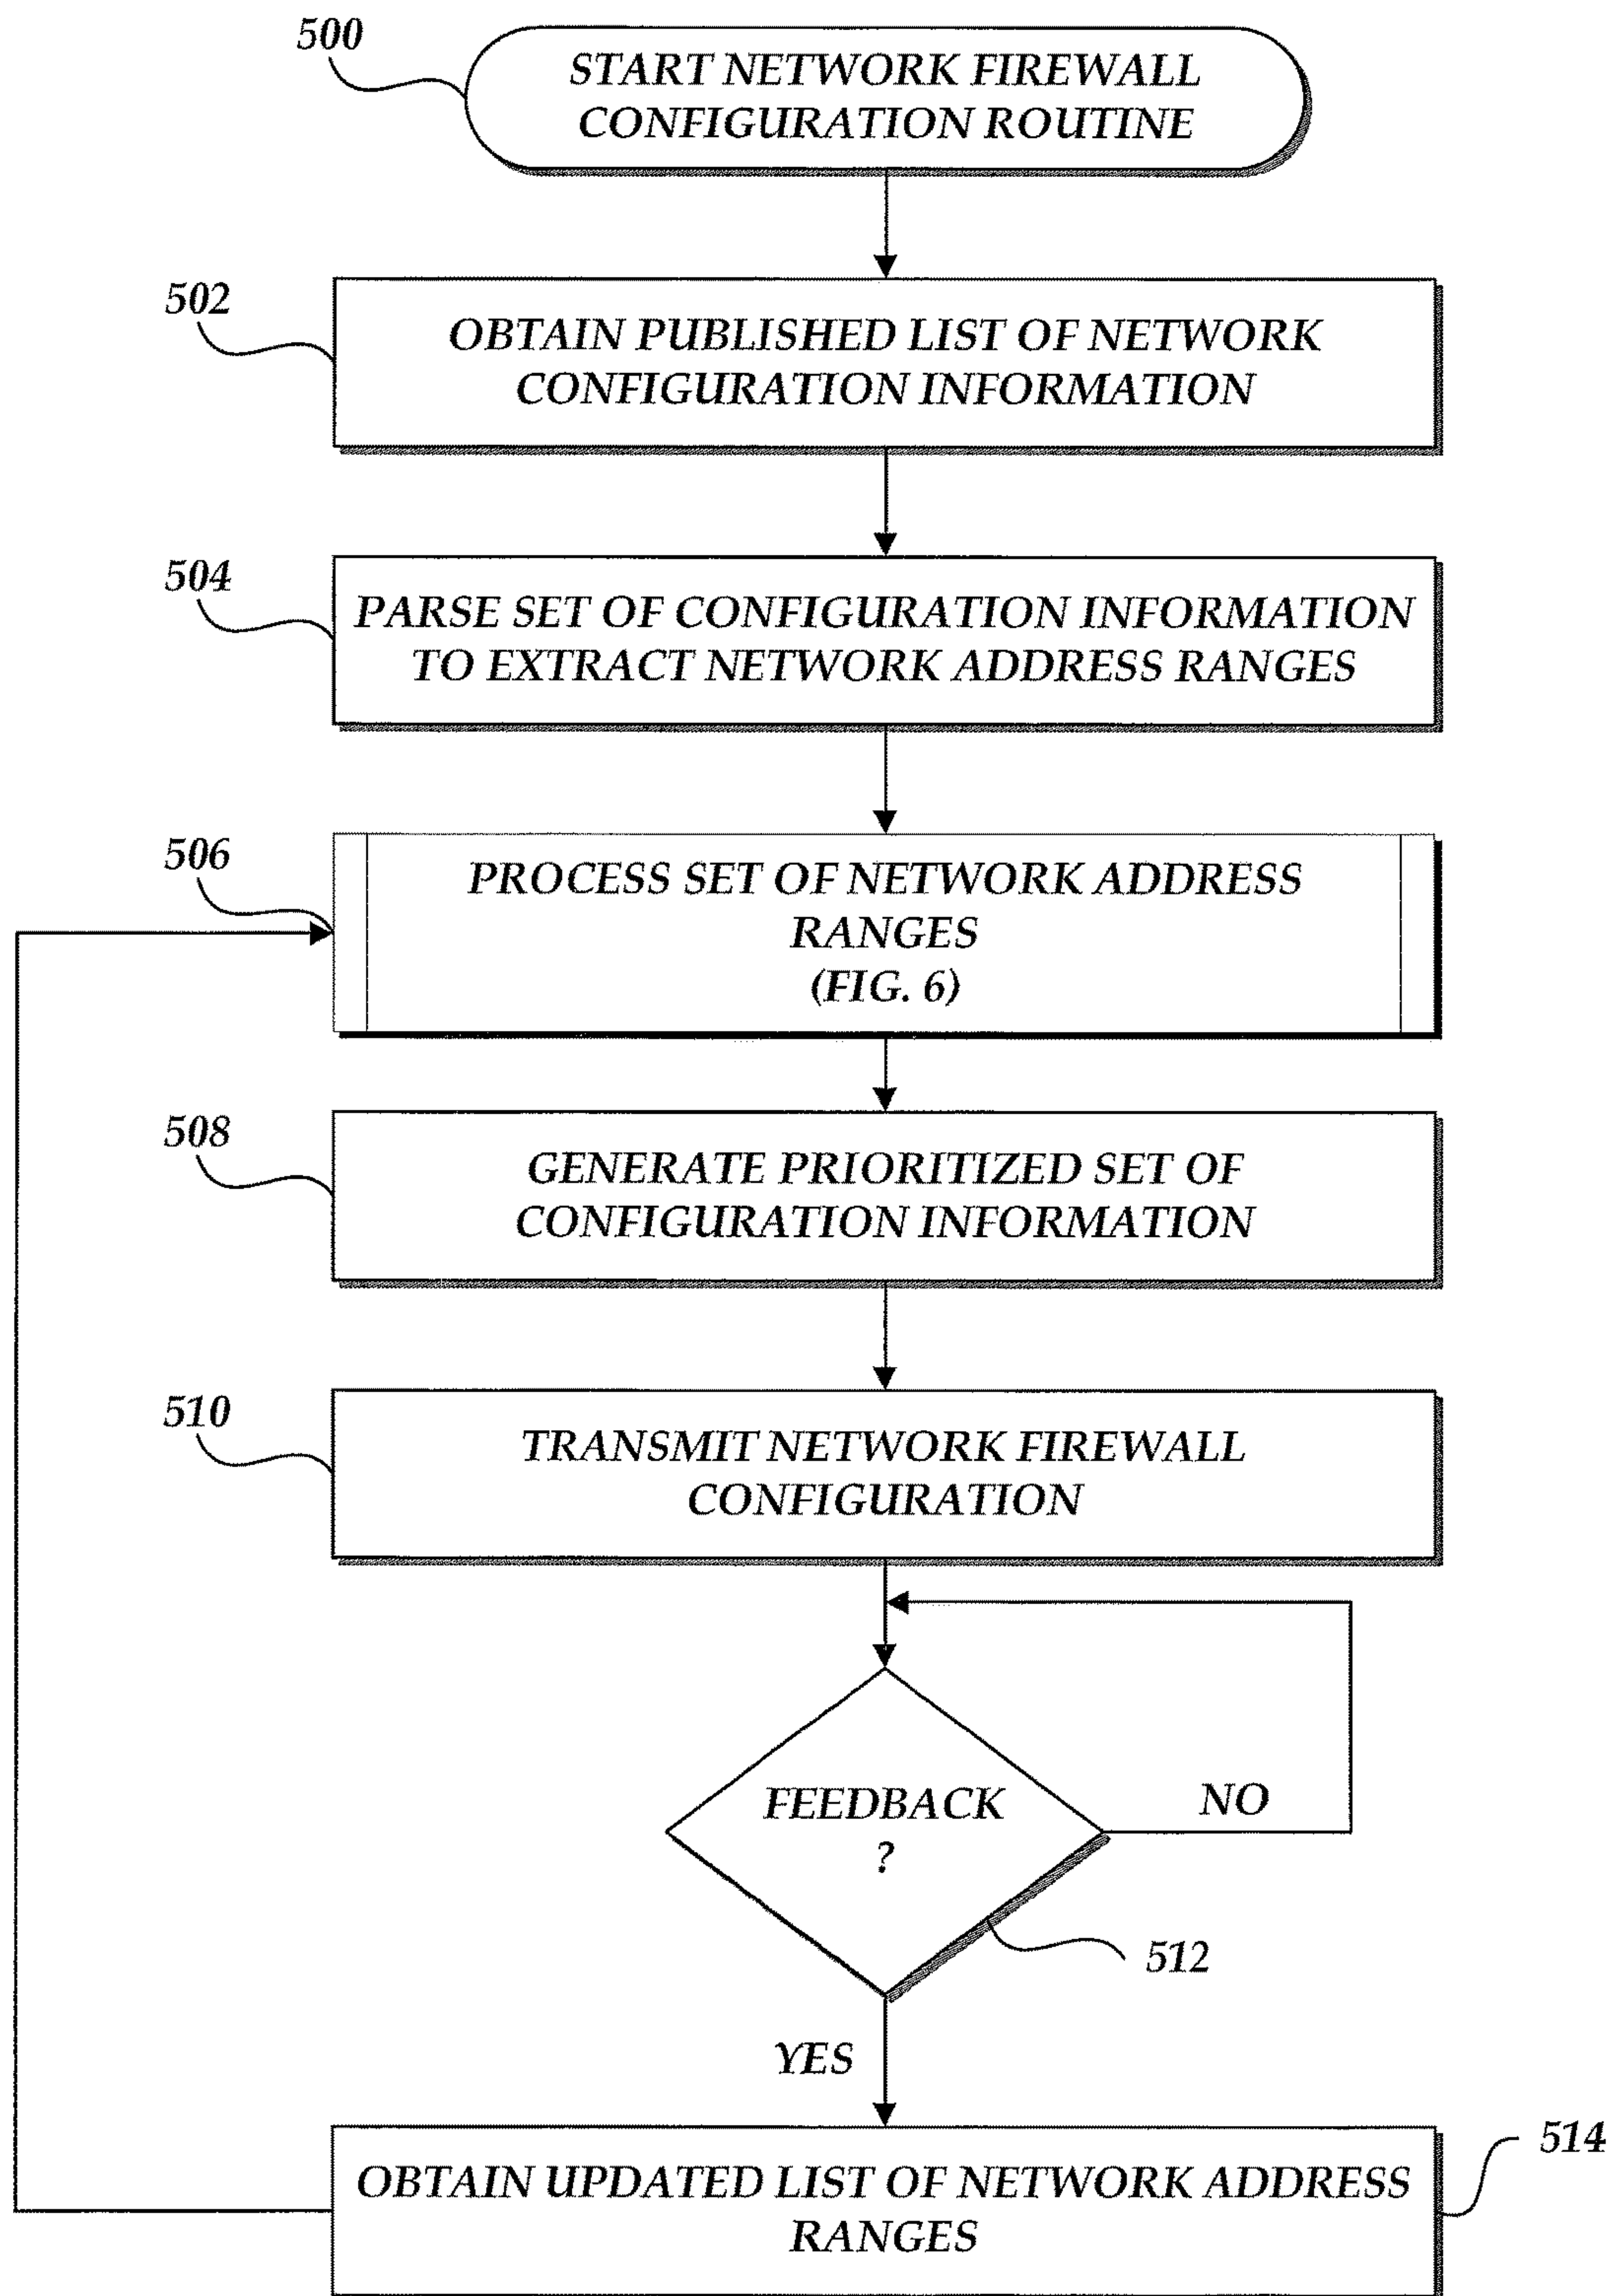 500
START NETWORK FIREWALL
CONFIGURATION ROUTINE
502
OBTAIN PUBLISHED LIST OF NETWORK
CONFIGURATION INFORMATION
504
PARSE SET OF CONFIGURATION INFORMATION
TO EXTRACT NETWORK ADDRESS RANGES
506
PROCESS SET OF NETWORK ADDRESS
RANGES
(FIG. 6)
508
GENERATE PRIORITIZED SET OF
CONFIGURATION INFORMATION
510
TRANSMIT NETWORK FIREWALL
CONFIGURATION
FEEDBACK
?
NO
512
YES
514
OBTAIN UPDATED LIST OF NETWORK ADDRESS
RANGES